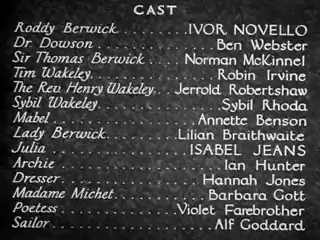 CAST
Roddy Berwick..........IVOR NOVELLO
Dr. Dowson..............Ben Webster
Sir Thomas Berwick.....Norman McKinnel
Tim Wakeley..............Robin Irvine
The Rev. Henry Wakeley...Jerrold Robertshaw
Sybil Wakeley.............Sybil Rhoda
Mabel..................Annette Benson
Lady Berwick..........Lilian Braithwaite
Julia..................ISABEL JEANS
Archie....................Ian Hunter
Dresser................Hannah Jones
Madame Michet.........Barbara Gott
Poetess..............Violet Farebrother
Sailor..................Alf Goddard